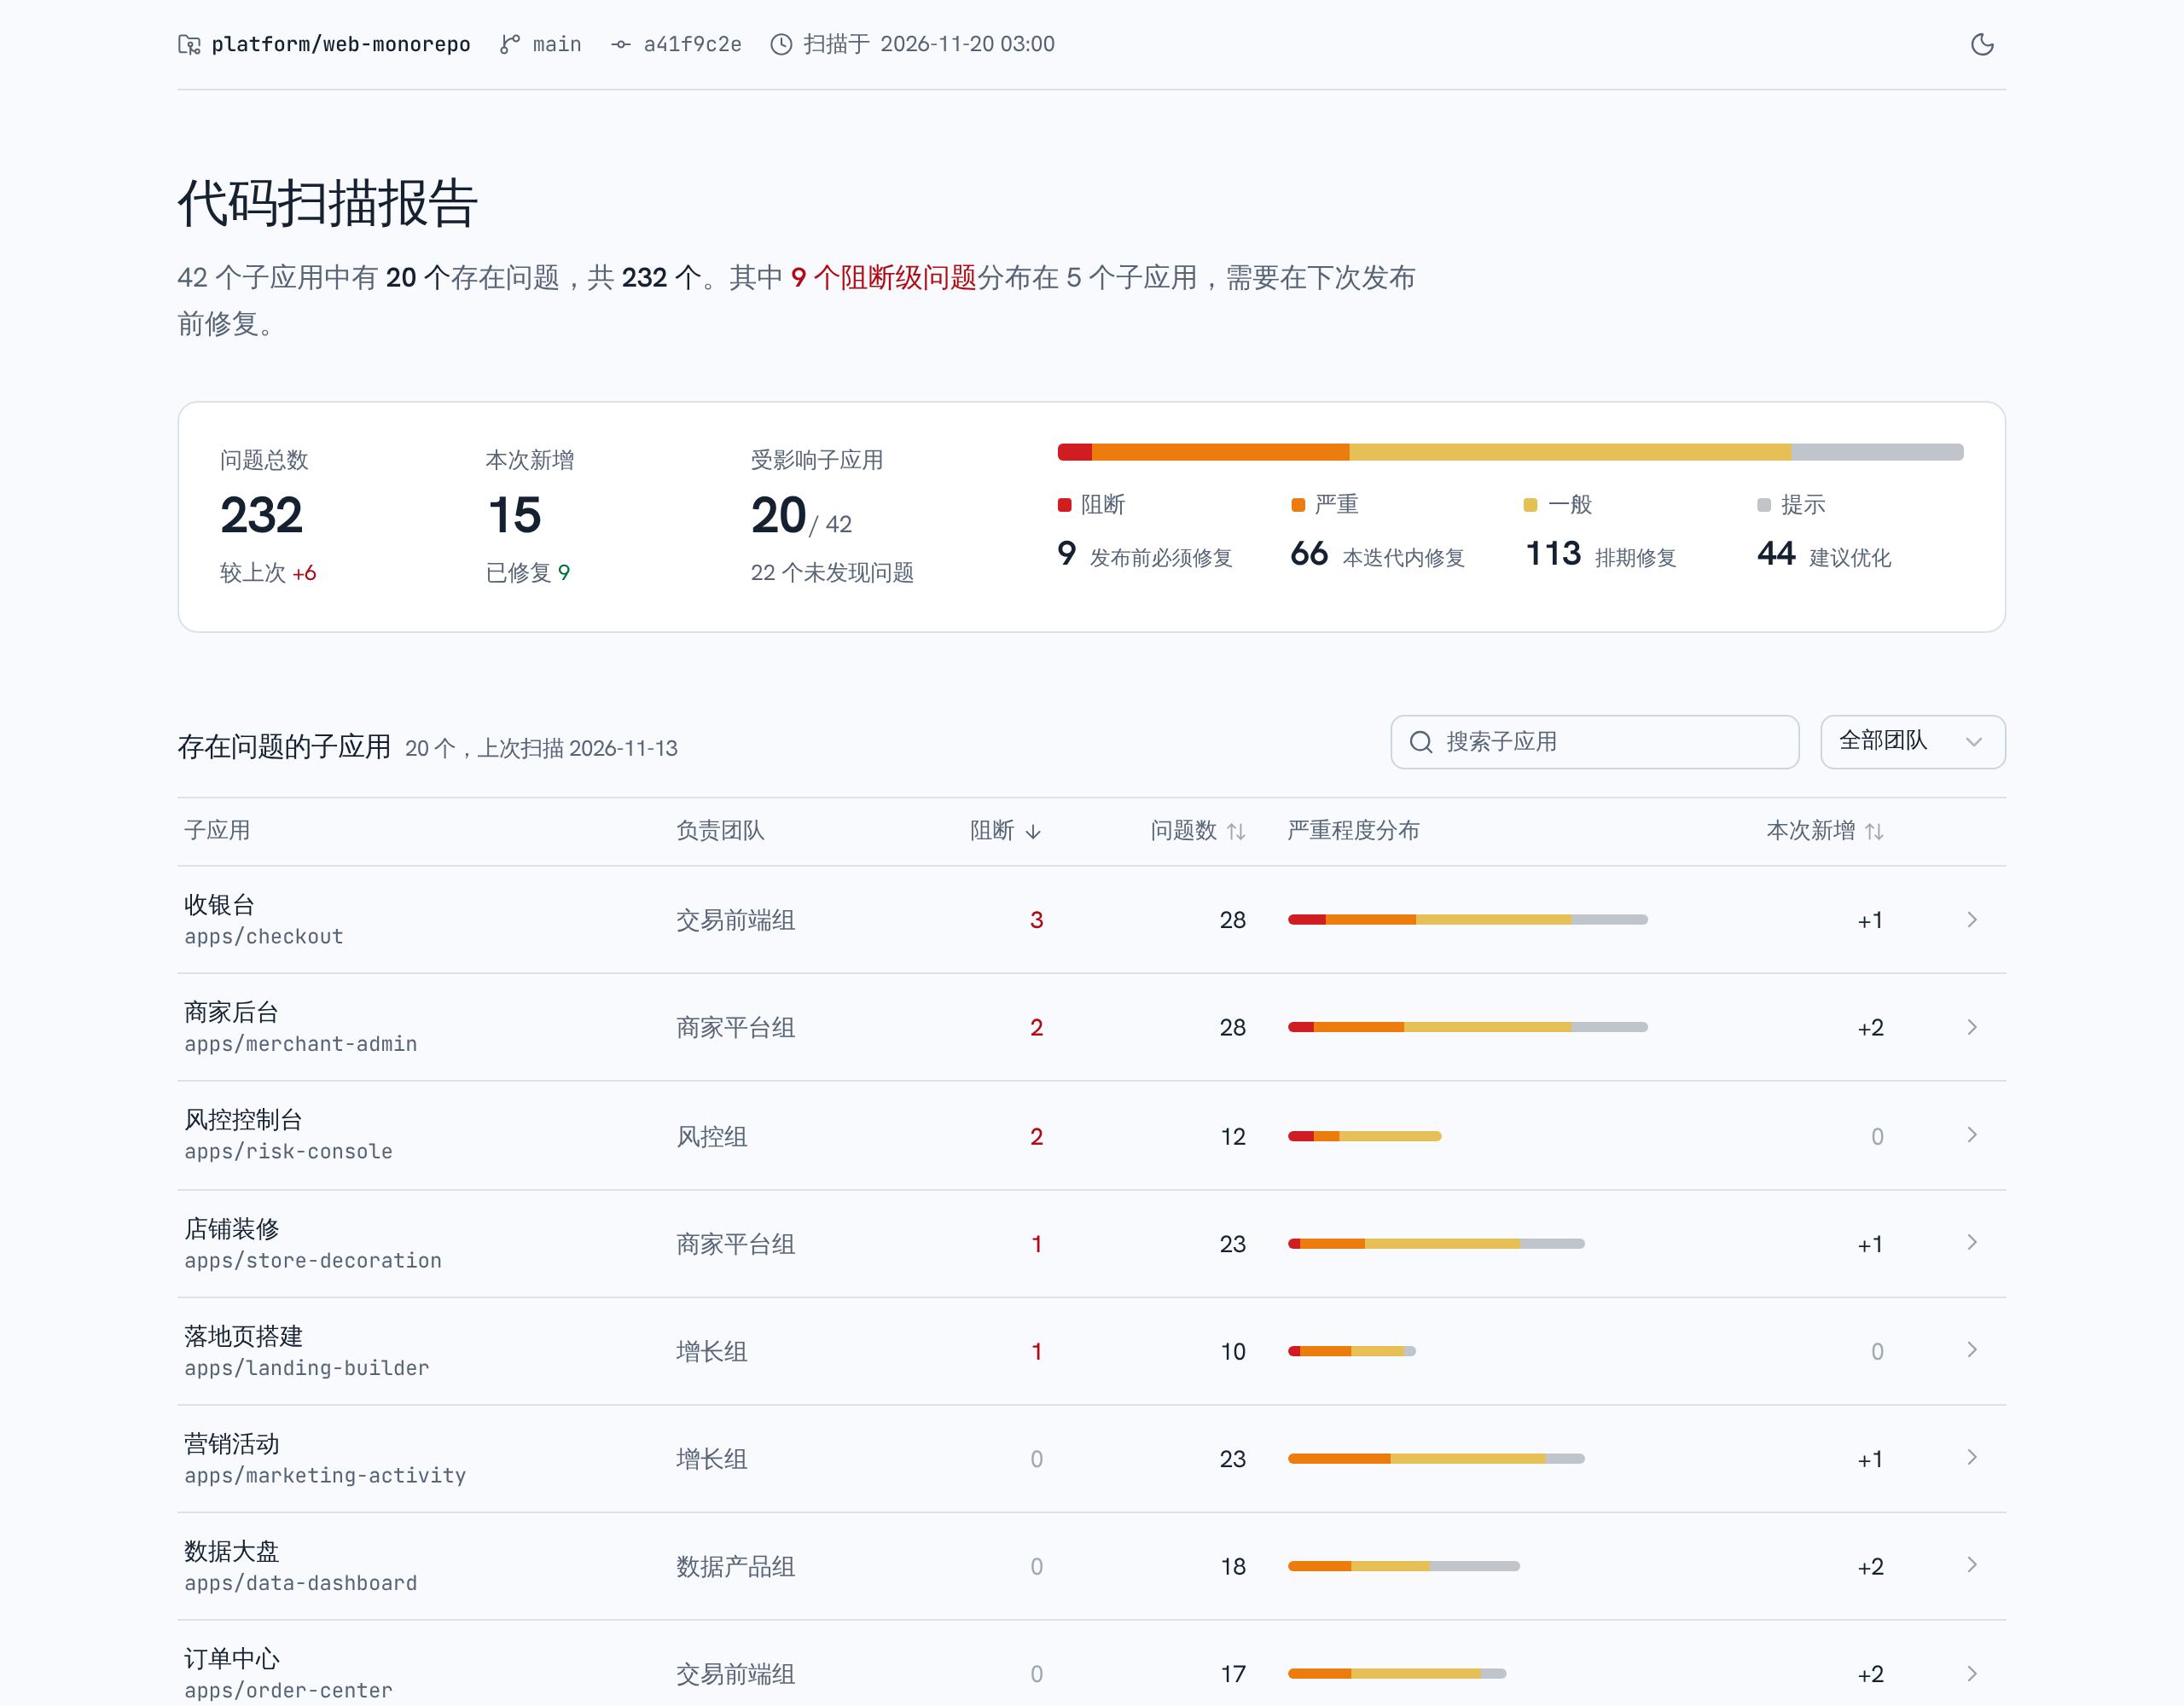 platform/web-monorepo main a41f9c2e 扫描于 2026-11-20 03:00
代码扫描报告
42 个子应用中有 20 个存在问题，共 232 个。其中 9 个阻断级问题分布在 5 个子应用，需要在下次发布
前修复。
问题总数
232
较上次 +6
本次新增
15
已修复 9
受影响子应用
20 / 42
22 个未发现问题
阻断
9 发布前必须修复
严重
66 本迭代内修复
一般
113 排期修复
提示
44 建议优化
存在问题的子应用 20 个，上次扫描 2026-11-13
搜索子应用
全部团队
子应用 负责团队 阻断 问题数 严重程度分布 本次新增
收银台
apps/checkout
交易前端组 3 28 +1
商家后台
apps/merchant-admin
商家平台组 2 28 +2
风控控制台
apps/risk-console
风控组 2 12 0
店铺装修
apps/store-decoration
商家平台组 1 23 +1
落地页搭建
apps/landing-builder
增长组 1 10 0
营销活动
apps/marketing-activity
增长组 0 23 +1
数据大盘
apps/data-dashboard
数据产品组 0 18 +2
订单中心
apps/order-center
交易前端组 0 17 +2